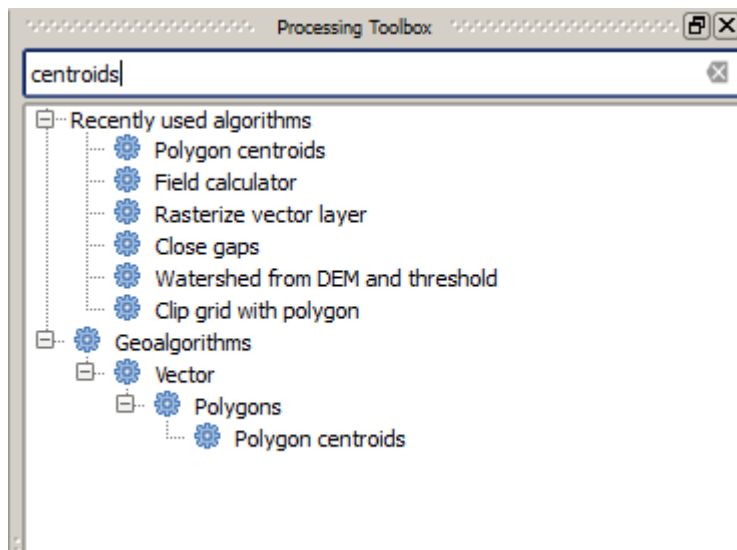 Processing Toolbox
centroids
Recently used algorithms
Polygon centroids
Field calculator
Rasterize vector layer
Close gaps
Watershed from DEM and threshold
Clip grid with polygon
Geoalgorithms
Vector
Polygons
Polygon centroids